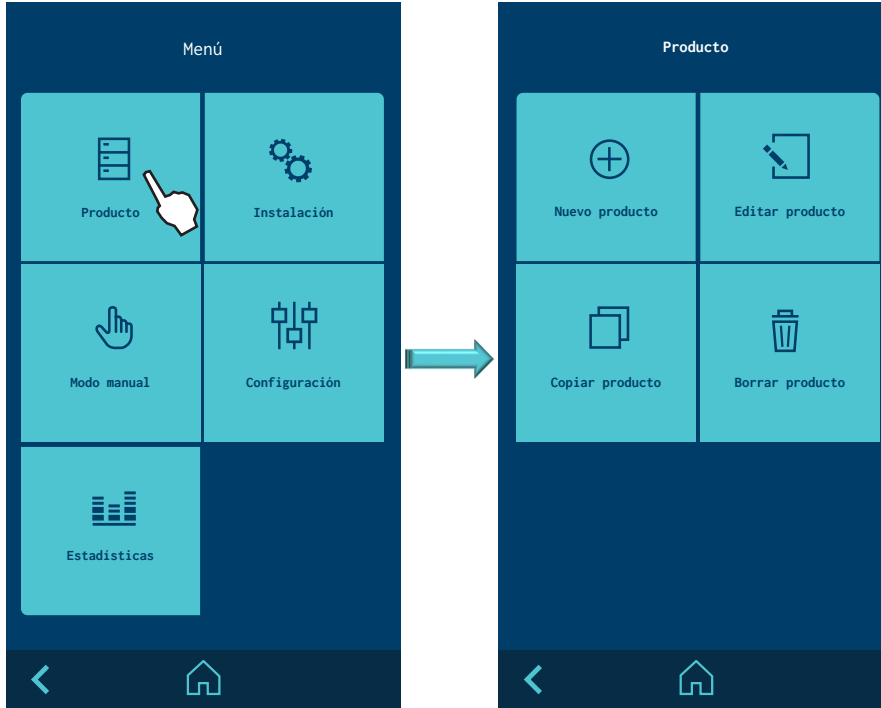 Menú
Producto
Instalación
Modo manual
Configuración
Estadísticas
Producto
Nuevo producto
Editar producto
Copiar producto
Borrar producto